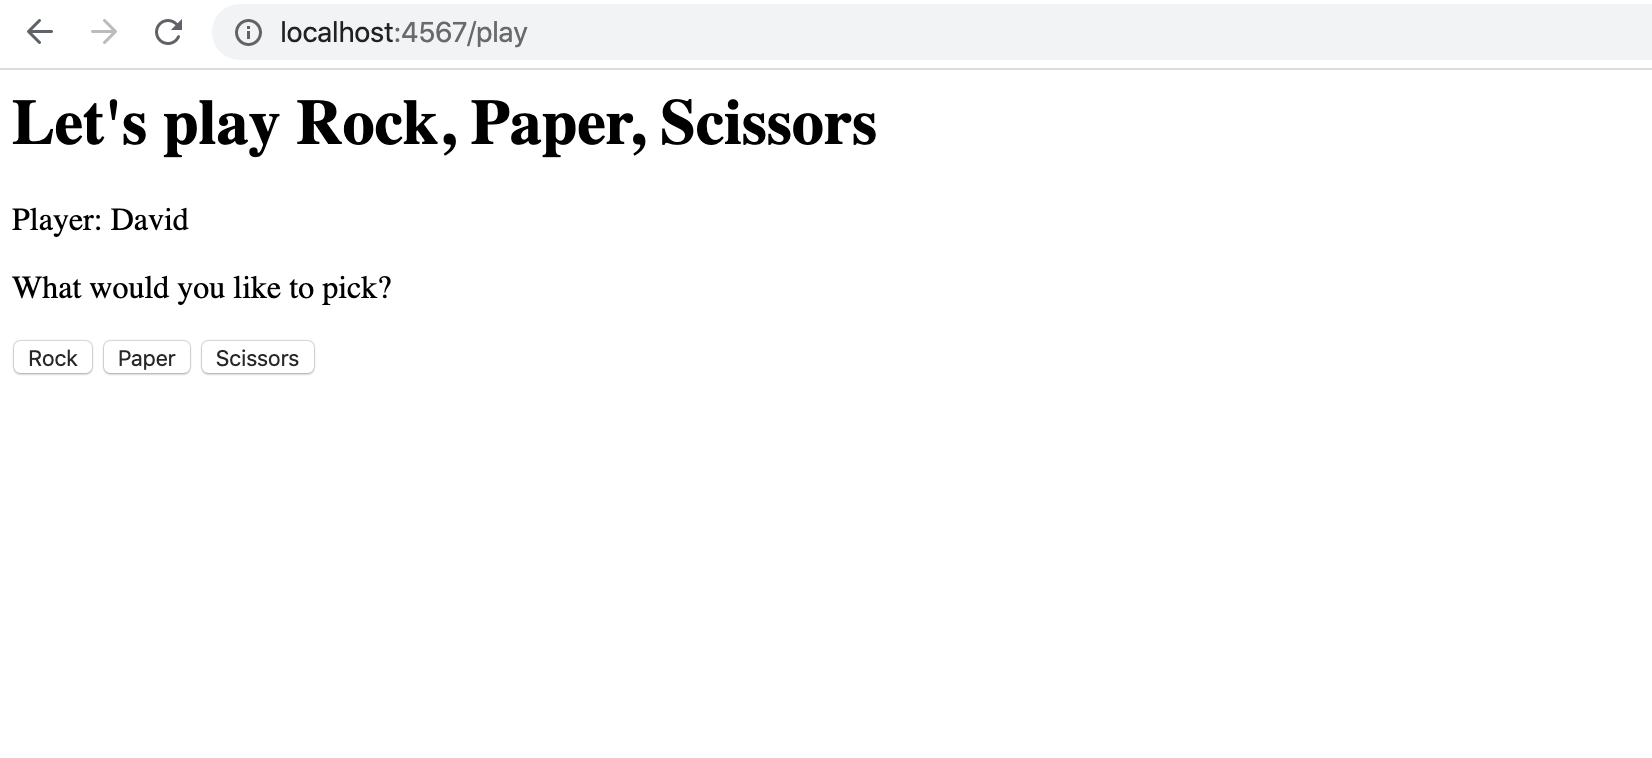 localhost:4567/play
Let's play Rock, Paper, Scissors
Player: David
What would you like to pick?
Rock Paper Scissors